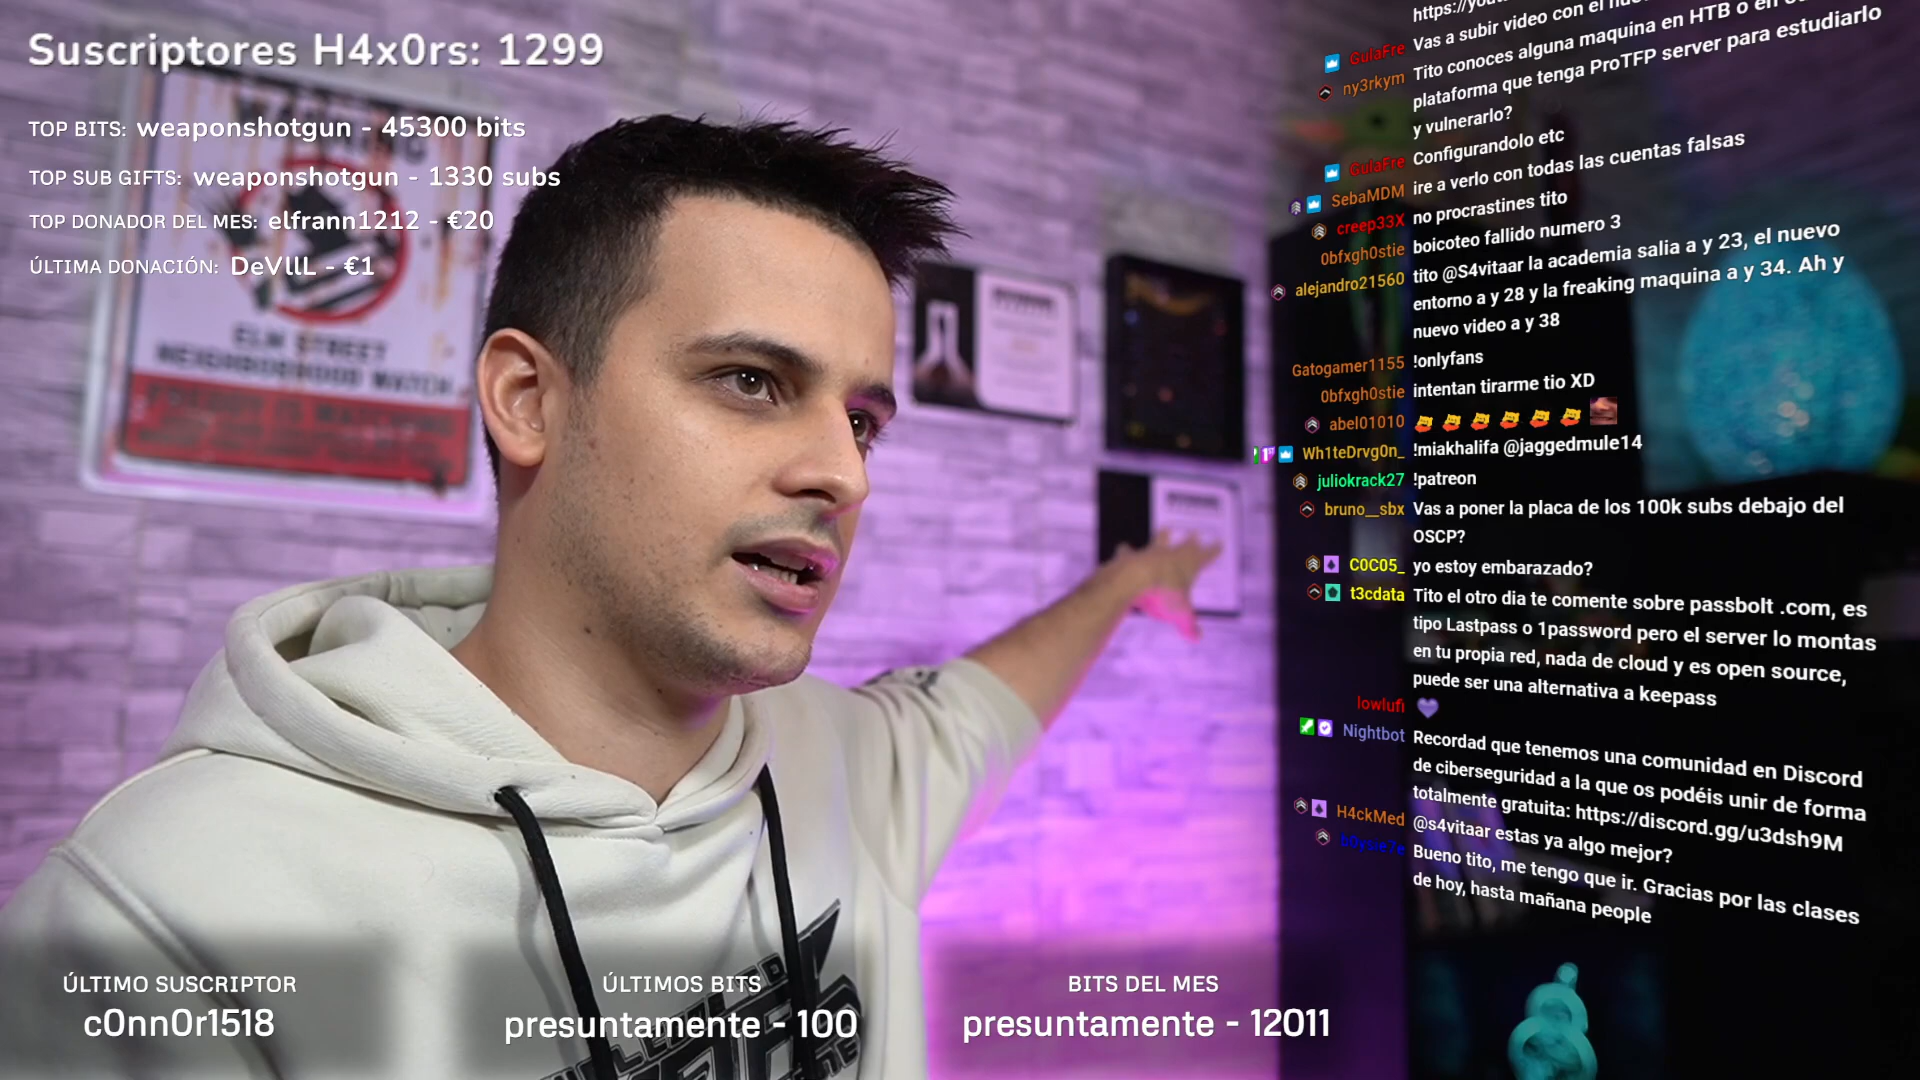 Suscriptores H4x0rs: 1299
TOP BITS: weaponshotgun - 45300 bits
TOP SUB GIFTS: weaponshotgun - 1330 subs
TOP DONADOR DEL MES: elfrann1212 - €20
ÚLTIMA DONACIÓN: DeVllL - €1
ELM STREET
NEIGHBORHOOD WATCH
GulaFre Vas a subir video con el
ny3rkym Tito conoces alguna maquina en HTB o en
plataforma que tenga ProTFP server para estudiarlo
y vulnerarlo?
GulaFre Configurandolo etc
SebaMDM ire a verlo con todas las cuentas falsas
creep33X no procrastines tito
0bfxgh0stie boicoteo fallido numero 3
alejandro21560 tito @S4vitaar la academia salia a y 23, el nuevo
entorno a y 28 y la freaking maquina a y 34. Ah y
nuevo video a y 38
Gatogamer1155 !onlyfans
0bfxgh0stie intentan tirarme tio XD
abel01010
Wh1teDrvg0n_ !miakhalifa @jaggedmule14
juliokrack27 !patreon
bruno__sbx Vas a poner la placa de los 100k subs debajo del
OSCP?
C0C05_ yo estoy embarazado?
t3cdata Tito el otro dia te comente sobre passbolt .com, es
tipo Lastpass o 1password pero el server lo montas
en tu propia red, nada de cloud y es open source,
puede ser una alternativa a keepass
lowlufi
Nightbot Recordad que tenemos una comunidad en Discord
de ciberseguridad a la que os podéis unir de forma
totalmente gratuita: https://discord.gg/u3dsh9M
H4ckMed @s4vitaar estas ya algo mejor?
b0ysie7e Bueno tito, me tengo que ir. Gracias por las clases
de hoy, hasta mañana people
ÚLTIMO SUSCRIPTOR
c0nn0r1518
ÚLTIMOS BITS
presuntamente - 100
BITS DEL MES
presuntamente - 12011